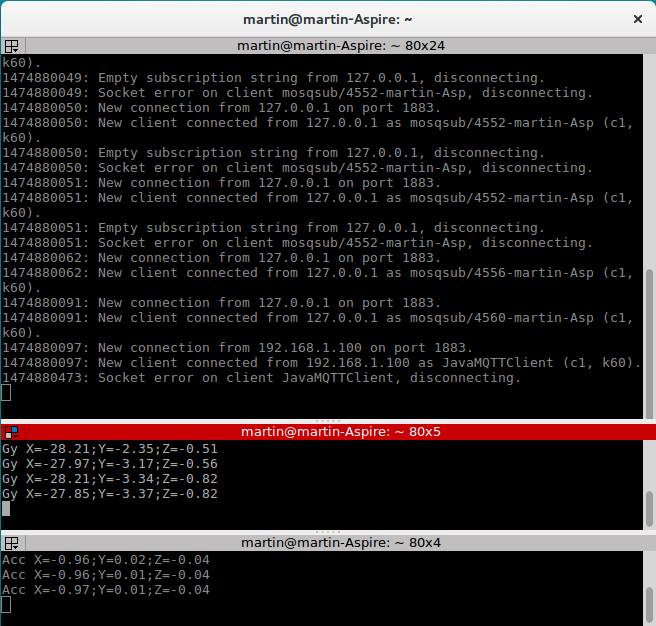 martin@martin-Aspire: ~
martin@martin-Aspire: ~ 80x24
k60).
1474880049: Empty subscription string from 127.0.0.1, disconnecting.
1474880049: Socket error on client mosqsub/4552-martin-Asp, disconnecting.
1474880050: New connection from 127.0.0.1 on port 1883.
1474880050: New client connected from 127.0.0.1 as mosqsub/4552-martin-Asp (c1,
k60).
1474880050: Empty subscription string from 127.0.0.1, disconnecting.
1474880050: Socket error on client mosqsub/4552-martin-Asp, disconnecting.
1474880051: New connection from 127.0.0.1 on port 1883.
1474880051: New client connected from 127.0.0.1 as mosqsub/4552-martin-Asp (c1,
k60).
1474880051: Empty subscription string from 127.0.0.1, disconnecting.
1474880051: Socket error on client mosqsub/4552-martin-Asp, disconnecting.
1474880062: New connection from 127.0.0.1 on port 1883.
1474880062: New client connected from 127.0.0.1 as mosqsub/4556-martin-Asp (c1,
k60).
1474880091: New connection from 127.0.0.1 on port 1883.
1474880091: New client connected from 127.0.0.1 as mosqsub/4560-martin-Asp (c1,
k60).
1474880097: New connection from 192.168.1.100 on port 1883.
1474880097: New client connected from 192.168.1.100 as JavaMQTTClient (c1, k60).
1474880473: Socket error on client JavaMQTTClient, disconnecting.
martin@martin-Aspire: ~ 80x5
Gy X=-28.21;Y=-2.35;Z=-0.51
Gy X=-27.97;Y=-3.17;Z=-0.56
Gy X=-28.21;Y=-3.34;Z=-0.82
Gy X=-27.85;Y=-3.37;Z=-0.82
martin@martin-Aspire: ~ 80x4
Acc X=-0.96;Y=0.02;Z=-0.04
Acc X=-0.96;Y=0.01;Z=-0.04
Acc X=-0.97;Y=0.01;Z=-0.04